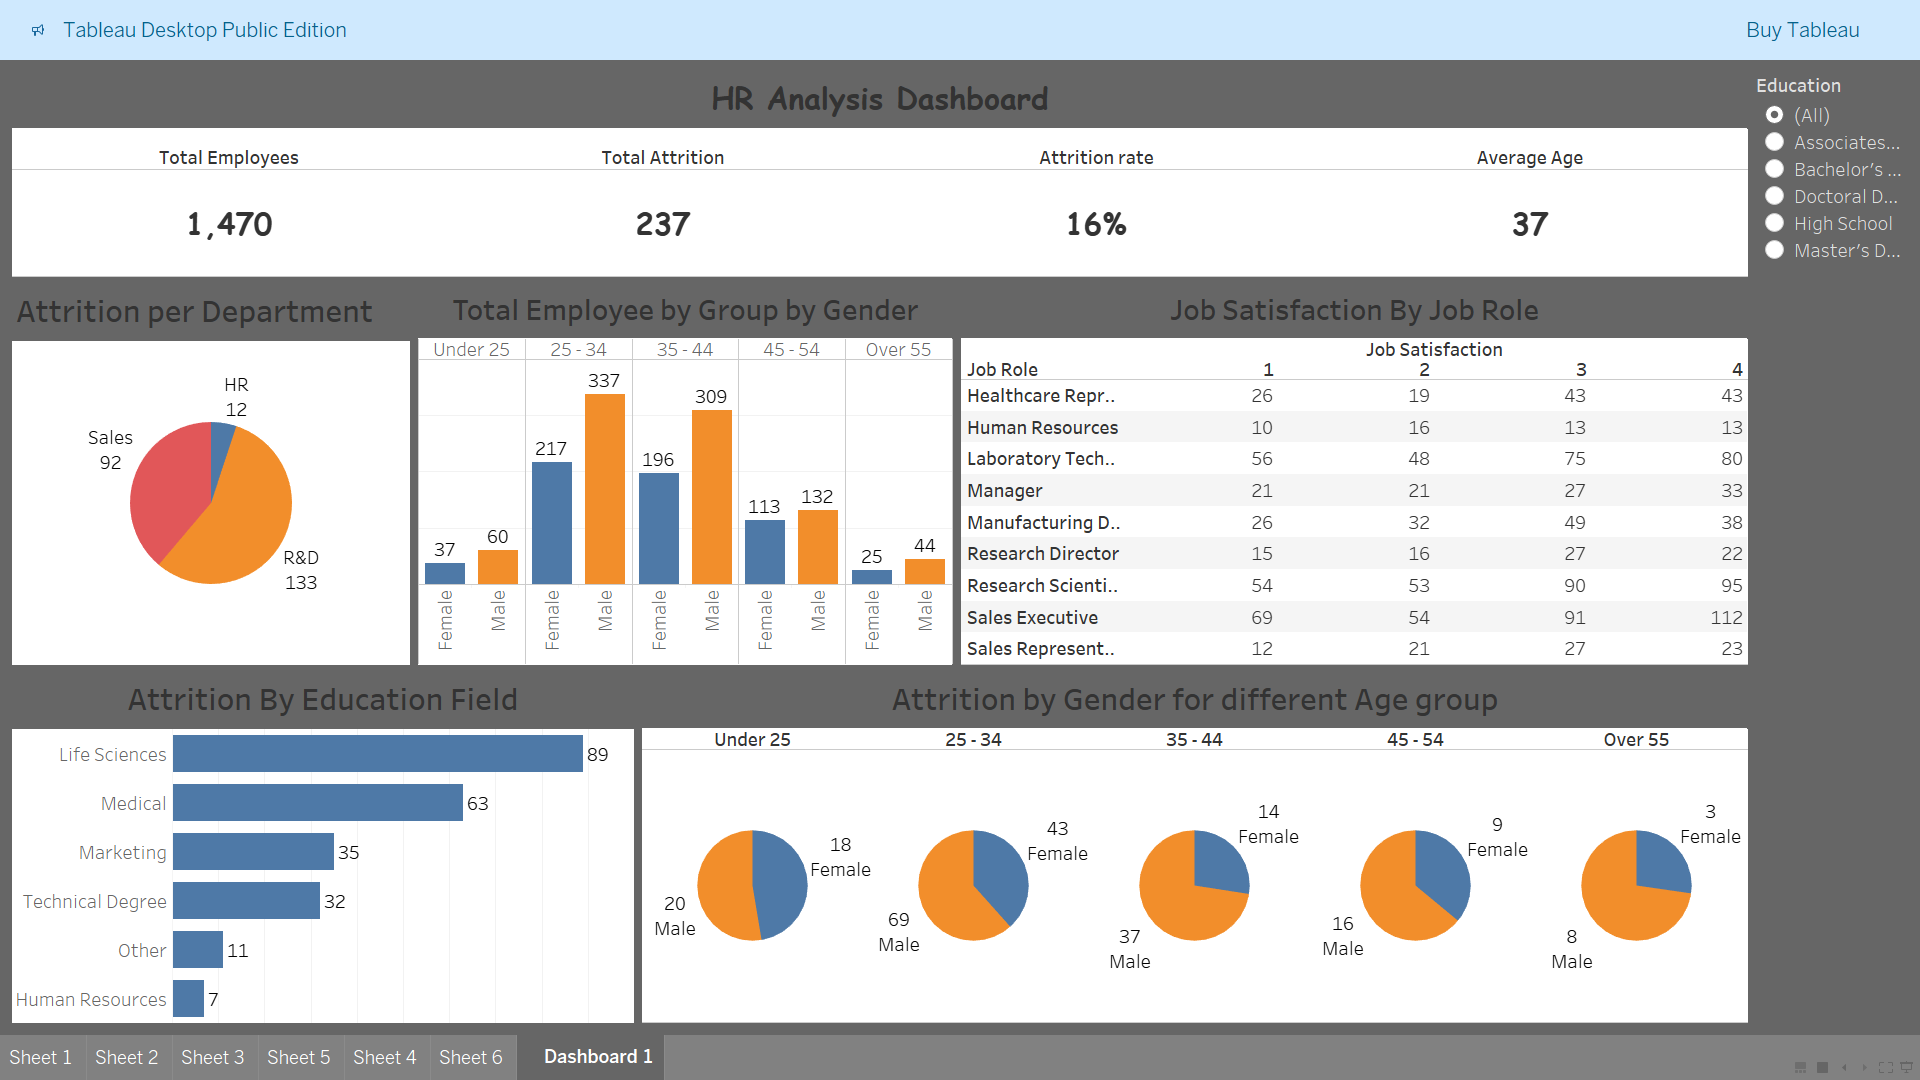 Tableau Desktop Public Edition
Buy Tableau
HR Analysis Dashboard
Education
(All)
Associates...
Bachelor's ...
Doctoral D...
High School
Master's D...
Total Employees Total Attrition Attrition rate Average Age
1,470 237 16% 37
Attrition per Department
HR
12
Sales
92
R&D
133
Total Employee by Group by Gender
Under 25 25 - 34 35 - 44 45 - 54 Over 55
37 60 217 337 196 309 113 132 25 44
Female Male Female Male Female Male Female Male Female Male
Job Satisfaction By Job Role
Job Satisfaction
Job Role 1 2 3 4
Healthcare Repr.. 26 19 43 43
Human Resources 10 16 13 13
Laboratory Tech.. 56 48 75 80
Manager 21 21 27 33
Manufacturing D.. 26 32 49 38
Research Director 15 16 27 22
Research Scienti.. 54 53 90 95
Sales Executive 69 54 91 112
Sales Represent.. 12 21 27 23
Attrition By Education Field
Life Sciences 89
Medical 63
Marketing 35
Technical Degree 32
Other 11
Human Resources 7
Attrition by Gender for different Age group
Under 25 25 - 34 35 - 44 45 - 54 Over 55
18
Female
20
Male
43
Female
69
Male
14
Female
37
Male
9
Female
16
Male
3
Female
8
Male
Sheet 1 Sheet 2 Sheet 3 Sheet 5 Sheet 4 Sheet 6 Dashboard 1